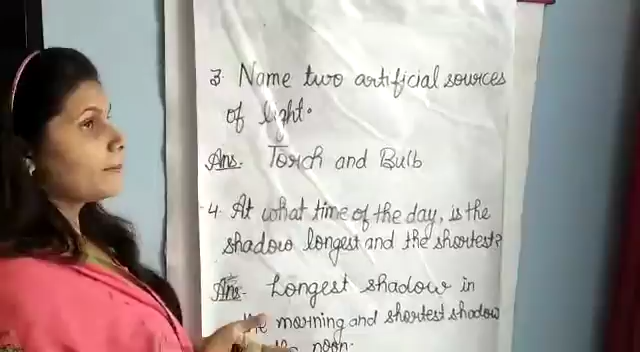 3. Name two artificial sources
of light.
Ans. Torch and Bulb
4. At what time of the day, is the
shadow longest and the shortest?
Ans. Longest shadow in
the morning and shortest shadow
noon.